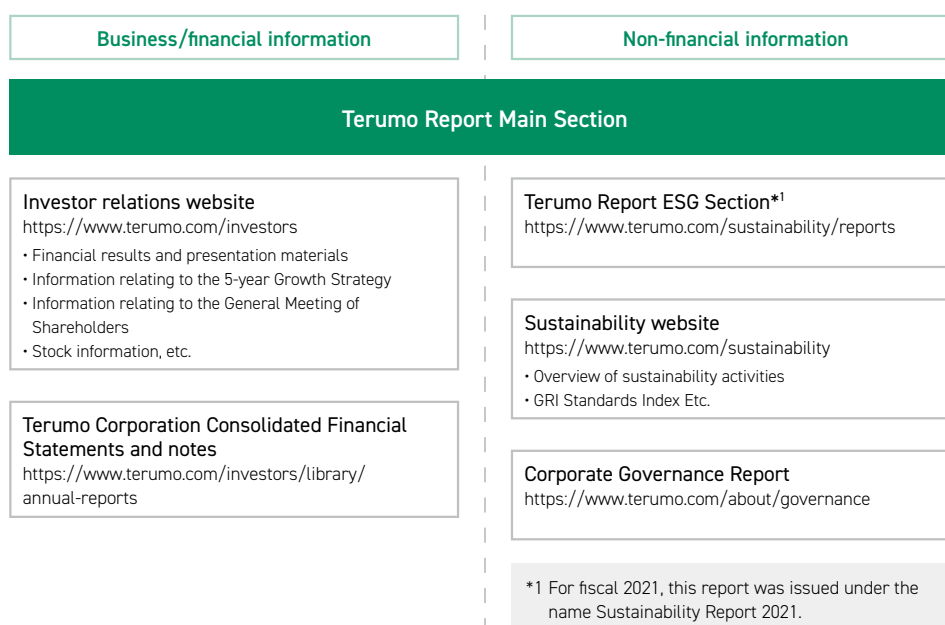 Business/financial information
Non-financial information
Terumo Report Main Section
Investor relations website
https://www.terumo.com/investors
• Financial results and presentation materials
• Information relating to the 5-year Growth Strategy
• Information relating to the General Meeting of
Shareholders
• Stock information, etc.
Terumo Corporation Consolidated Financial
Statements and notes
https://www.terumo.com/investors/library/
annual-reports
Terumo Report ESG Section*1
https://www.terumo.com/sustainability/reports
Sustainability website
https://www.terumo.com/sustainability
• Overview of sustainability activities
• GRI Standards Index Etc.
Corporate Governance Report
https://www.terumo.com/about/governance
*1 For fiscal 2021, this report was issued under the
name Sustainability Report 2021.